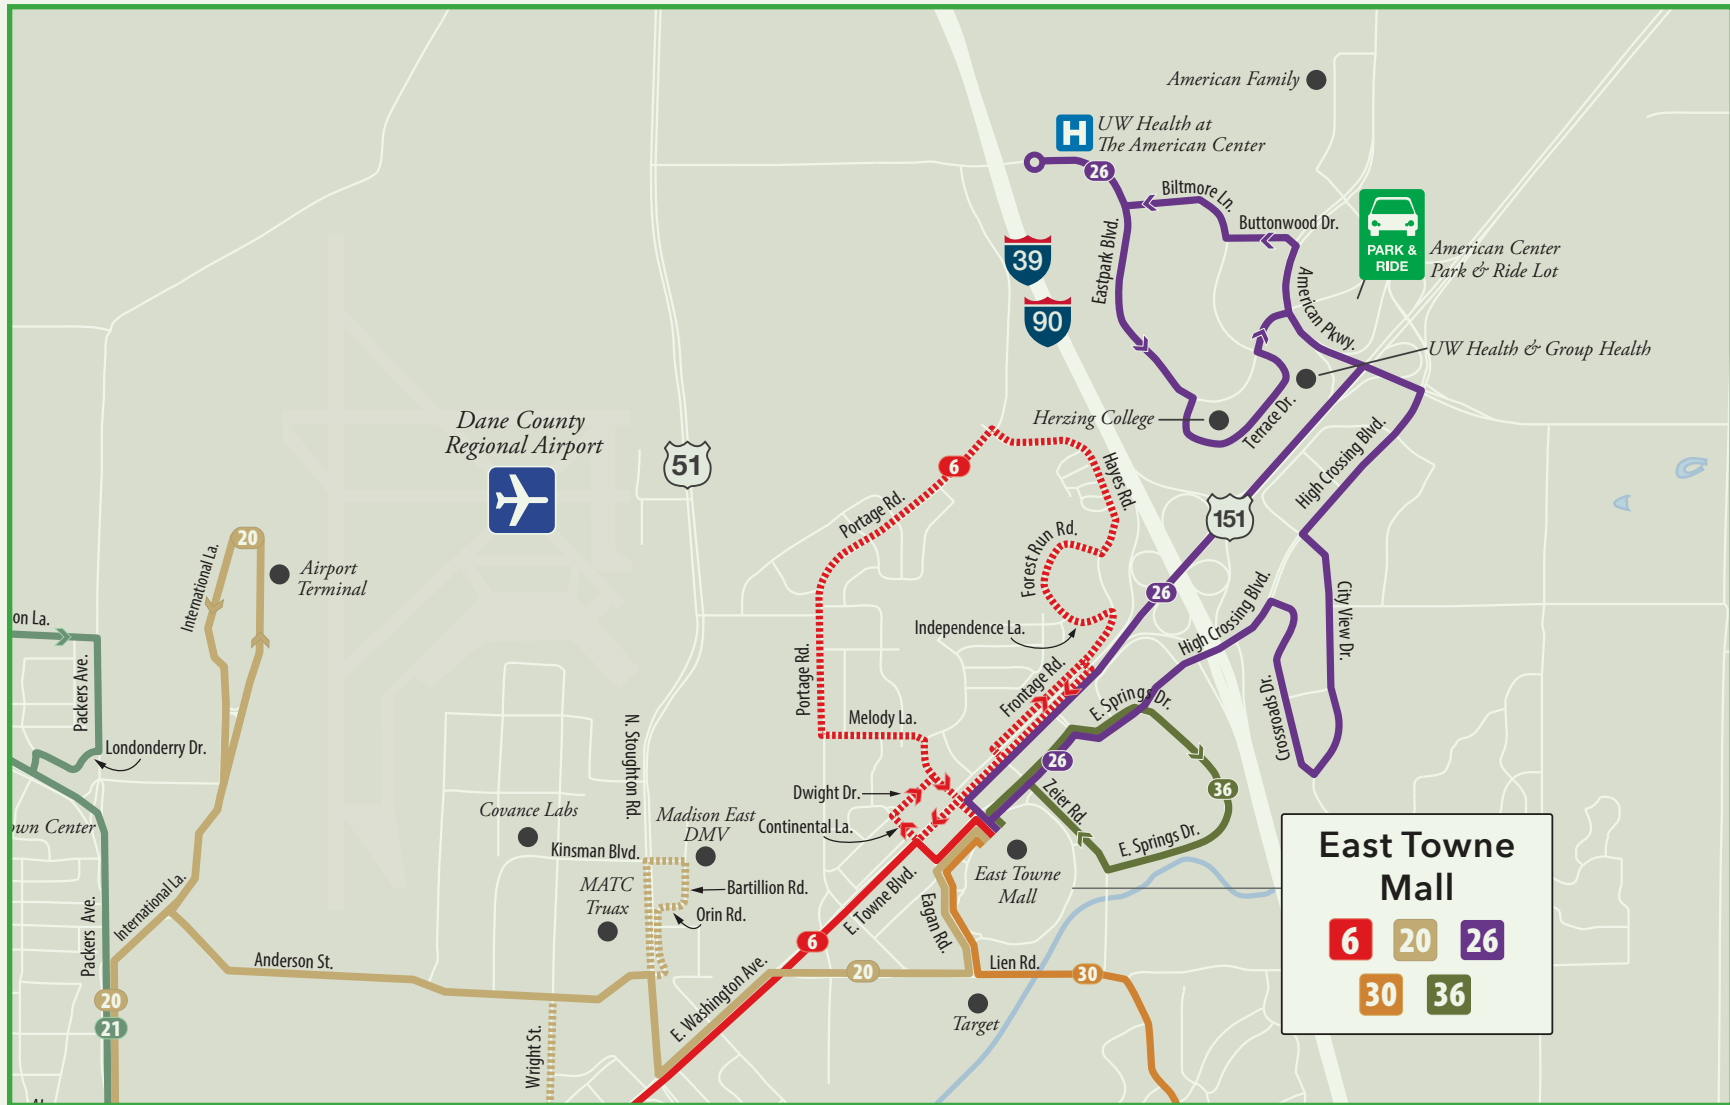 American Family
H
UW Health at
The American Center
26
Biltmore Ln.
Buttonwood Dr.
Eastpark Blvd.
PARK &
RIDE
American Center
Park & Ride Lot
39
90
American Pkwy.
UW Health & Group Health
Herzing College
Terrace Dr.
High Crossing Blvd.
Dane County
Regional Airport
51
6
Hayes Rd.
Portage Rd.
151
Forest Run Rd.
20
International La.
Airport
Terminal
26
on La.
Independence La.
High Crossing Blvd.
City View Dr.
Packers Ave.
Portage Rd.
Frontage Rd.
Crossroads Dr.
E. Springs Dr.
Melody La.
Londonderry Dr.
N. Stoughton Rd.
26
36
Dwight Dr.
Zeier Rd.
Covance Labs
Madison East
DMV
Continental La.
own Center
E. Springs Dr.
Kinsman Blvd.
East Towne
Mall
MATC
Truax
Bartillion Rd.
Orin Rd.
East Towne
Mall
6 20 26
30 36
International La.
E. Towne Blvd.
Eagan Rd.
Packers Ave.
6
Anderson St.
20
Lien Rd.
30
E. Washington Ave.
20
21
Target
Wright St.